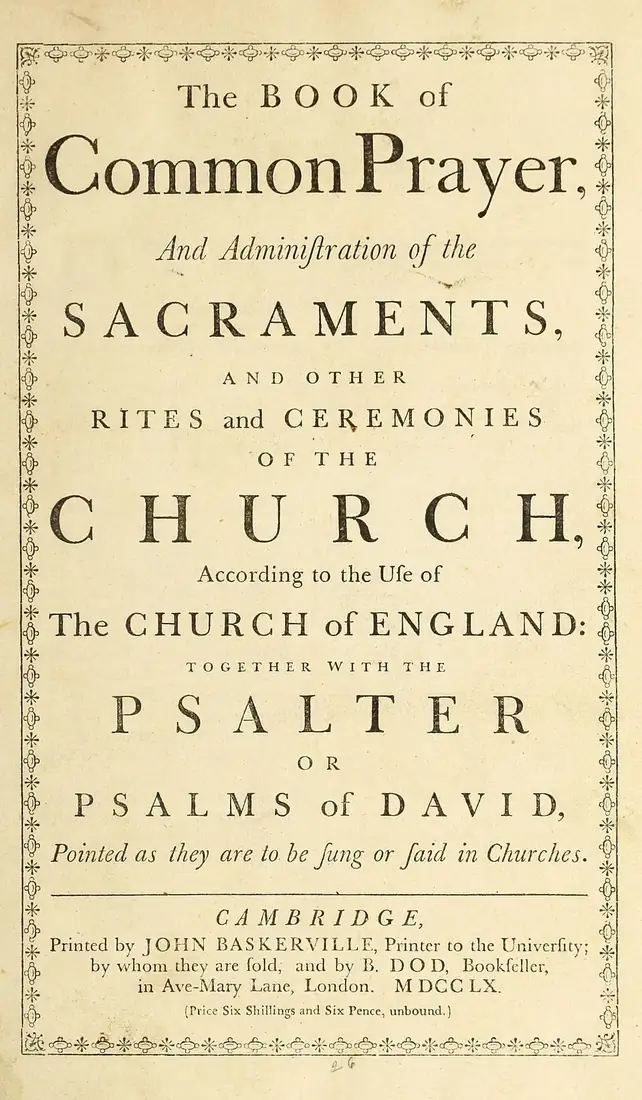 The BOOK of
Common Prayer,
And Adminiſtration of the
SACRAMENTS,
AND OTHER
RITES and CEREMONIES
OF THE
CHURCH,
According to the Uſe of
The CHURCH of ENGLAND:
TOGETHER WITH THE
PSALTER
OR
PSALMS of DAVID,
Pointed as they are to be ſung or ſaid in Churches.
CAMBRIDGE,
Printed by JOHN BASKERVILLE, Printer to the Univerſity;
by whom they are ſold, and by B. DOD, Bookſeller,
in Ave-Mary Lane, London. MDCCLX.
(Price Six Shillings and Six Pence, unbound.)
26